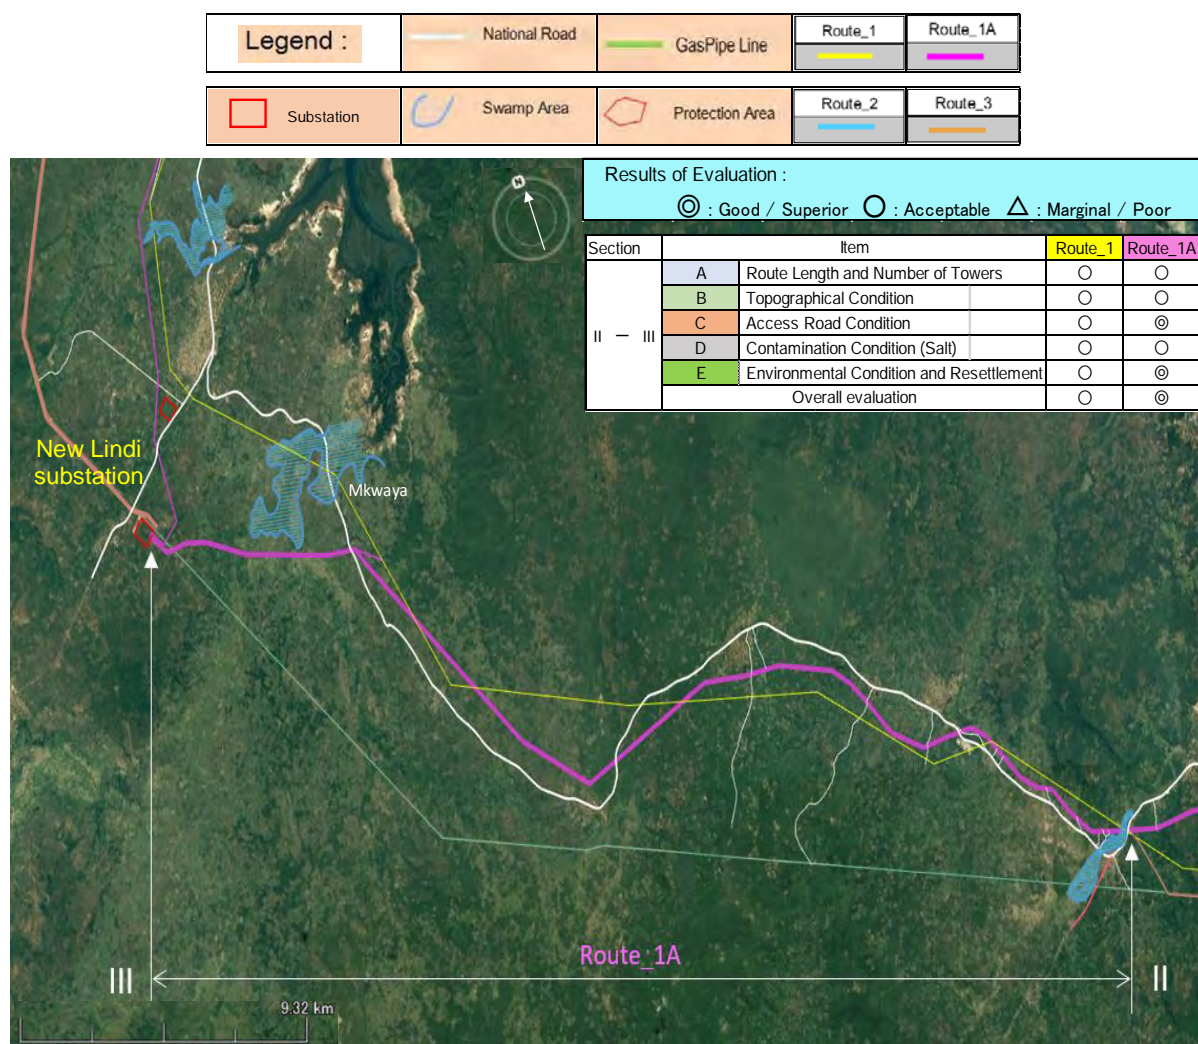 Legend :
National Road
GasPipe Line
Route_1
Route_1A
Substation
Swamp Area
Protection Area
Route_2
Route_3
N
Results of Evaluation :
◎ : Good / Superior ○ : Acceptable △ : Marginal / Poor
Section Item Route_1 Route_1A
II − III
A Route Length and Number of Towers ○ ○
B Topographical Condition ○ ○
C Access Road Condition ○ ◎
D Contamination Condition (Salt) ○ ○
E Environmental Condition and Resettlement ○ ◎
Overall evaluation ○ ◎
New Lindi
substation
Mkwaya
Route_1A
III
II
9.32 km